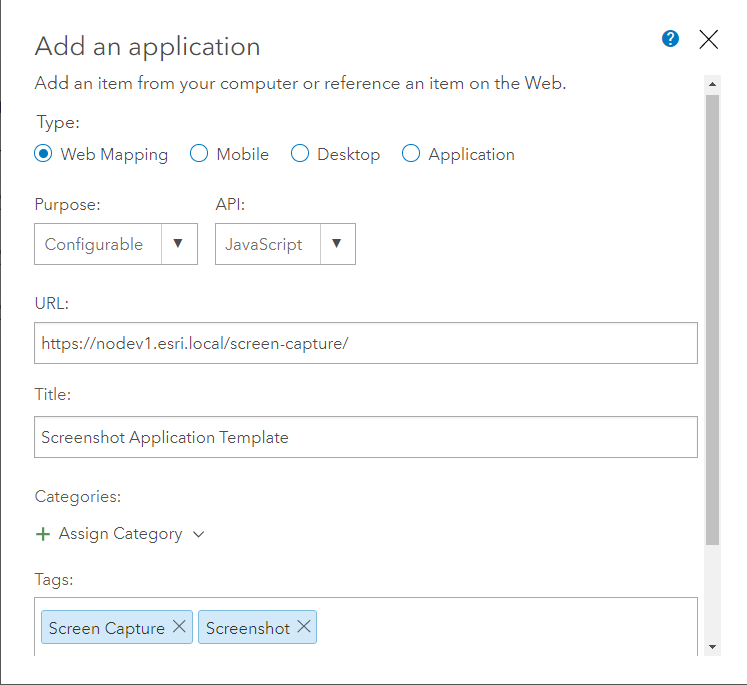 Add an application
?
Add an item from your computer or reference an item on the Web.
Type:
Web Mapping Mobile Desktop Application
Purpose: API:
Configurable JavaScript
URL:
https://nodev1.esri.local/screen-capture/
Title:
Screenshot Application Template
Categories:
+ Assign Category
Tags:
Screen Capture Screenshot